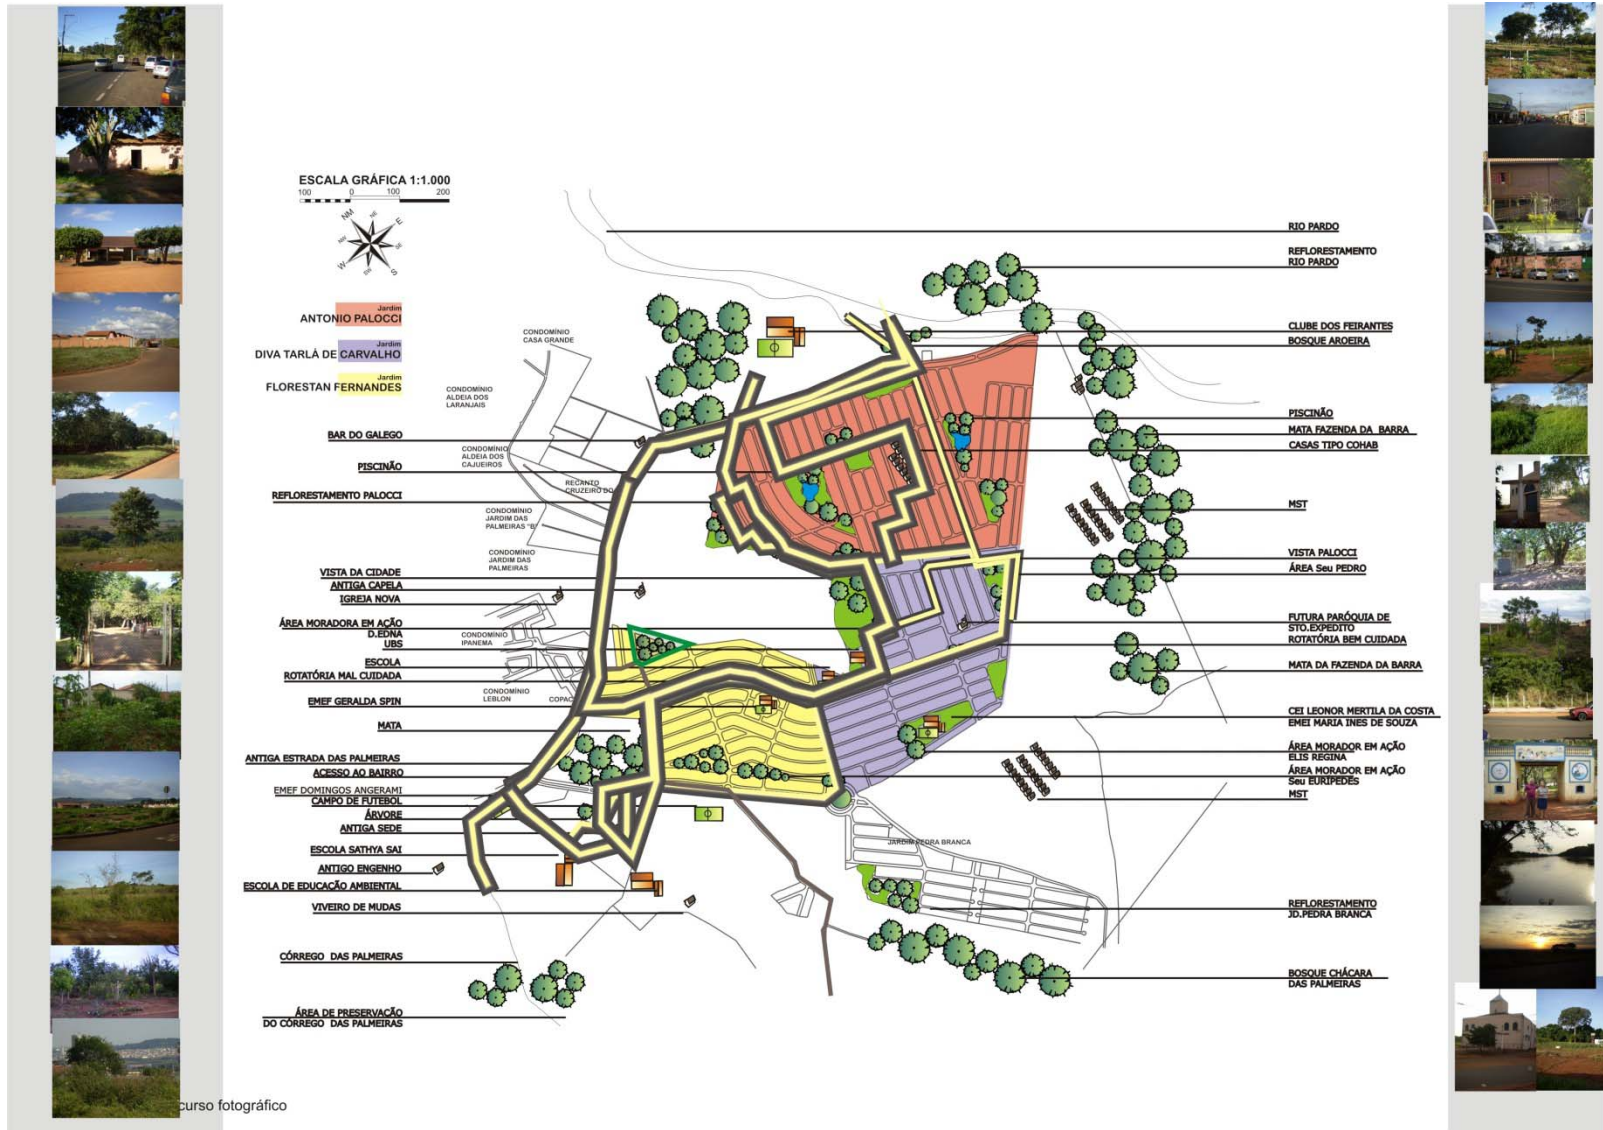 ESCALA GRÁFICA 1:1.000
100 0 100 200
NM
NE
E
SE
S
SW
W
NW
Jardim
ANTONIO PALOCCI
Jardim
DIVA TARLÁ DE CARVALHO
Jardim
FLORESTAN FERNANDES
CONDOMÍNIO
CASA GRANDE
CONDOMÍNIO
ALDEIA DOS
LARANJAIS
CONDOMÍNIO
ALDEIA DOS
CAJUEIROS
RECANTO
CRUZEIRO DO
CONDOMÍNIO
JARDIM DAS
PALMEIRAS "B"
CONDOMÍNIO
JARDIM DAS
PALMEIRAS
CONDOMÍNIO
IPANEMA
CONDOMÍNIO
LEBLON
COPAC
JARDIM PEDRA BRANCA
BAR DO GALEGO
PISCINÃO
REFLORESTAMENTO PALOCCI
VISTA DA CIDADE
ANTIGA CAPELA
IGREJA NOVA
ÁREA MORADORA EM AÇÃO
D.EDNA
UBS
ESCOLA
ROTATÓRIA MAL CUIDADA
EMEF GERALDA SPIN
MATA
ANTIGA ESTRADA DAS PALMEIRAS
ACESSO AO BAIRRO
EMEF DOMINGOS ANGERAMI
CAMPO DE FUTEBOL
ÁRVORE
ANTIGA SEDE
ESCOLA SATHYA SAI
ANTIGO ENGENHO
ESCOLA DE EDUCAÇÃO AMBIENTAL
VIVEIRO DE MUDAS
CÓRREGO DAS PALMEIRAS
ÁREA DE PRESERVAÇÃO
DO CÓRREGO DAS PALMEIRAS
RIO PARDO
REFLORESTAMENTO
RIO PARDO
CLUBE DOS FEIRANTES
BOSQUE AROEIRA
PISCINÃO
MATA FAZENDA DA BARRA
CASAS TIPO COHAB
MST
VISTA PALOCCI
ÁREA Seu PEDRO
FUTURA PARÓQUIA DE
STO.EXPEDITO
ROTATÓRIA BEM CUIDADA
MATA DA FAZENDA DA BARRA
CEI LEONOR MERTILA DA COSTA
EMEI MARIA INES DE SOUZA
ÁREA MORADOR EM AÇÃO
ELIS REGINA
ÁREA MORADOR EM AÇÃO
Seu EURIPEDES
MST
REFLORESTAMENTO
JD.PEDRA BRANCA
BOSQUE CHÁCARA
DAS PALMEIRAS
curso fotográfico